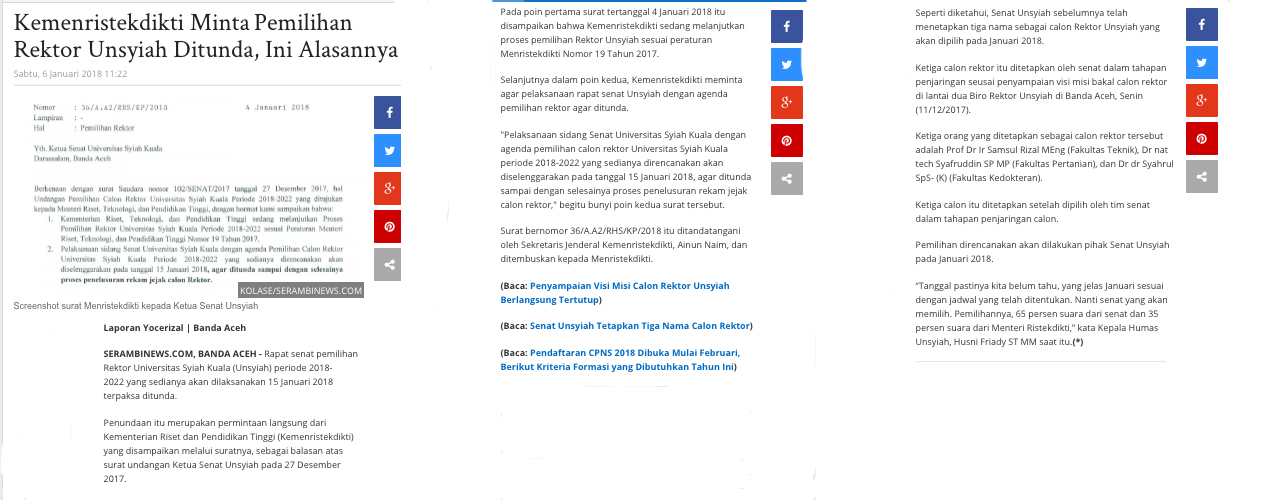 Kemenristekdikti Minta Pemilihan
Rektor Unsyiah Ditunda, Ini Alasannya
Sabtu, 6 Januari 2018 11:22
Nomor : 36/A.A2/RHS/KP/2018 4 Januari 2018
Lampiran : -
Hal : Pemilihan Rektor
Yth. Ketua Senat Universitas Syiah Kuala
Darussalam, Banda Aceh
Berkenaan dengan surat Saudara nomor 102/SENAT/2017 tanggal 27 Desember 2017, hal
Undangan Pemilihan Calon Rektor Universitas Syiah Kuala Periode 2018-2022 yang ditujukan
kepada Menteri Riset, Teknologi, dan Pendidikan Tinggi, dengan hormat kami sampaikan bahwa:
1. Kementerian Riset, Teknologi, dan Pendidikan Tinggi sedang melanjutkan Proses
Pemilihan Rektor Universitas Syiah Kuala sesuai Peraturan Menteri
Riset, Teknologi, dan Pendidikan Tinggi Nomor 19 Tahun 2017.
2. Pelaksanaan sidang Senat Universitas Syiah Kuala dengan agenda Pemilihan Calon Rektor
Universitas Syiah Kuala Periode 2018-2022 yang sedianya direncanakan akan
diselenggarakan pada tanggal 15 Januari 2018, agar ditunda sampai dengan selesainya
proses penelusuran rekam jejak calon Rektor.
KOLASE/SERAMBINEWS.COM
Screenshot surat Menristekdikti kepada Ketua Senat Unsyiah
Laporan Yocerizal | Banda Aceh
SERAMBINEWS.COM, BANDA ACEH - Rapat senat pemilihan
Rektor Universitas Syiah Kuala (Unsyiah) periode 2018-
2022 yang sedianya akan dilaksanakan 15 Januari 2018
terpaksa ditunda.
Penundaan itu merupakan permintaan langsung dari
Kementerian Riset dan Pendidikan Tinggi (Kemenristekdikti)
yang disampaikan melalui suratnya, sebagai balasan atas
surat undangan Ketua Senat Unsyiah pada 27 Desember
2017.
Pada poin pertama surat tertanggal 4 Januari 2018 itu
disampaikan bahwa Kemenristekdikti sedang melanjutkan
proses pemilihan Rektor Unsyiah sesuai peraturan
Menristekdikti Nomor 19 Tahun 2017.
Selanjutnya dalam poin kedua, Kemenristekdikti meminta
agar pelaksanaan rapat senat Unsyiah dengan agenda
pemilihan rektor agar ditunda.
"Pelaksanaan sidang Senat Universitas Syiah Kuala dengan
agenda pemilihan calon rektor Universitas Syiah Kuala
periode 2018-2022 yang sedianya direncanakan akan
diselenggarakan pada tanggal 15 Januari 2018, agar ditunda
sampai dengan selesainya proses penelusuran rekam jejak
calon rektor," begitu bunyi poin kedua surat tersebut.
Surat bernomor 36/A.A2/RHS/KP/2018 itu ditandatangani
oleh Sekretaris Jenderal Kemenristekdikti, Ainun Naim, dan
ditembuskan kepada Menristekdikti.
(Baca: Penyampaian Visi Misi Calon Rektor Unsyiah
Berlangsung Tertutup)
(Baca: Senat Unsyiah Tetapkan Tiga Nama Calon Rektor)
(Baca: Pendaftaran CPNS 2018 Dibuka Mulai Februari,
Berikut Kriteria Formasi yang Dibutuhkan Tahun Ini)
Seperti diketahui, Senat Unsyiah sebelumnya telah
menetapkan tiga nama sebagai calon Rektor Unsyiah yang
akan dipilih pada Januari 2018.
Ketiga calon rektor itu ditetapkan oleh senat dalam tahapan
penjaringan seusai penyampaian visi misi bakal calon rektor
di lantai dua Biro Rektor Unsyiah di Banda Aceh, Senin
(11/12/2017).
Ketiga orang yang ditetapkan sebagai calon rektor tersebut
adalah Prof Dr Ir Samsul Rizal MEng (Fakultas Teknik), Dr nat
tech Syafruddin SP MP (Fakultas Pertanian), dan Dr dr Syahrul
SpS- (K) (Fakultas Kedokteran).
Ketiga calon itu ditetapkan setelah dipilih oleh tim senat
dalam tahapan penjaringan calon.
Pemilihan direncanakan akan dilakukan pihak Senat Unsyiah
pada Januari 2018.
“Tanggal pastinya kita belum tahu, yang jelas Januari sesuai
dengan jadwal yang telah ditentukan. Nanti senat yang akan
memilih. Pemilihannya, 65 persen suara dari senat dan 35
persen suara dari Menteri Ristekdikti,” kata Kepala Humas
Unsyiah, Husni Friady ST MM saat itu.(*)